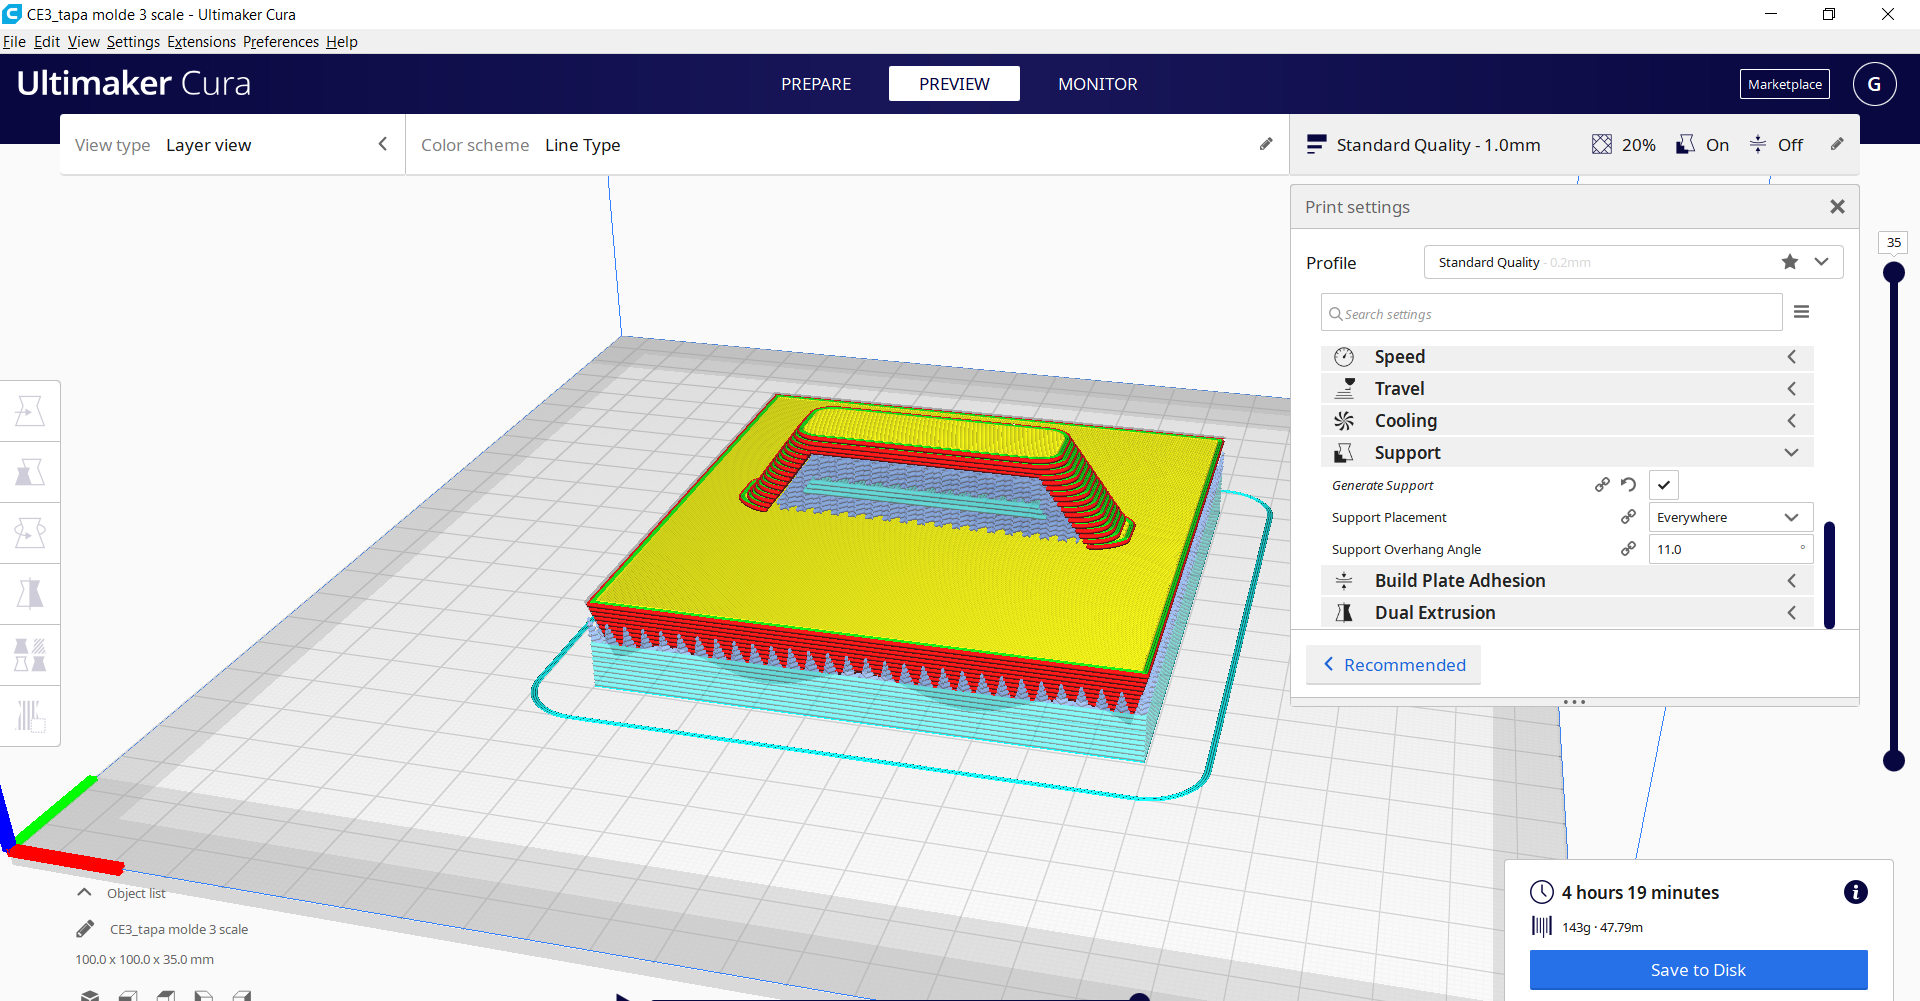 CE3_tapa molde 3 scale - Ultimaker Cura
File Edit View Settings Extensions Preferences Help
Ultimaker Cura
PREPARE PREVIEW MONITOR
Marketplace G
View type Layer view
Color scheme Line Type
Standard Quality - 1.0mm 20% On Off
Print settings
Profile Standard Quality - 0.2mm
Search settings
Speed
Travel
Cooling
Support
Generate Support
Support Placement Everywhere
Support Overhang Angle 11.0 °
Build Plate Adhesion
Dual Extrusion
Recommended
35
Object list
CE3_tapa molde 3 scale
100.0 x 100.0 x 35.0 mm
4 hours 19 minutes
143g · 47.79m
Save to Disk